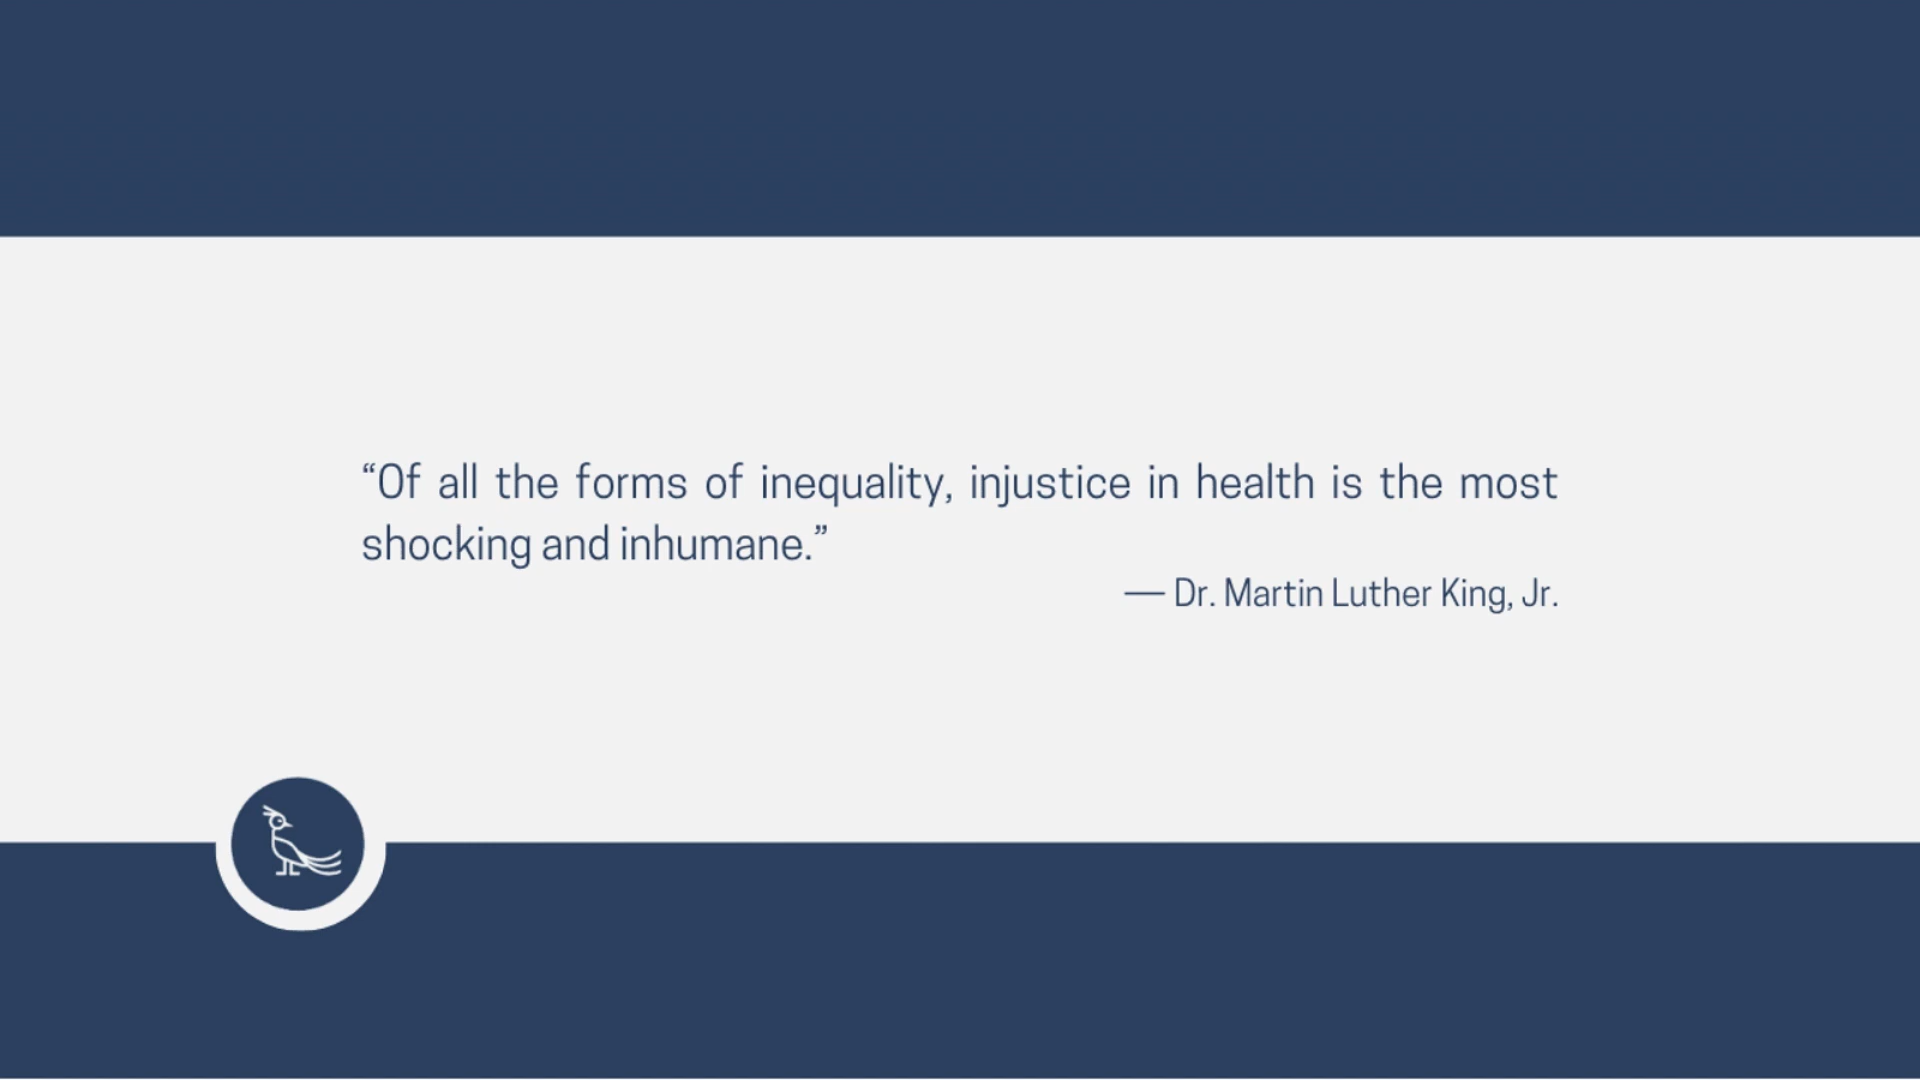 “Of all the forms of inequality, injustice in health is the most
shocking and inhumane.”
— Dr. Martin Luther King, Jr.